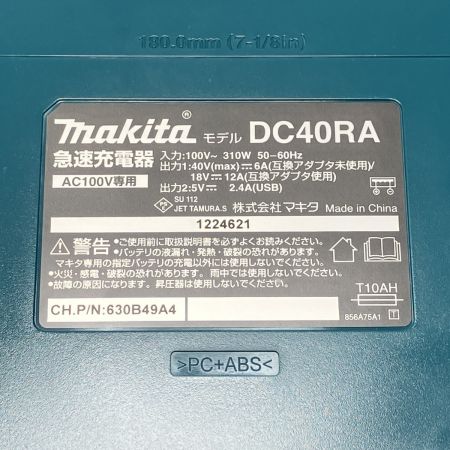 180.0mm (7-1/8in)
makita® モデル DC40RA
急速充電器
AC100V専用
入力:100V~ 310W 50-60Hz
出力1:40V(max)⎓6A(互換アダプタ未使用)/
18V⎓12A(互換アダプタ使用)
出力2:5V⎓ 2.4A(USB)
PS E
SU 112
JET TAMURA.S 株式会社マキタ Made in China
1224621
⚠警告 •ご使用前に取扱説明書を必ずよくお読みください。
•バッテリの液漏れ・発熱・破裂の恐れがあります。
マキタ専用の指定バッテリの充電以外には使用しないでください。
•火災・感電・破裂の恐れあり。雨中では使用しないでください。
•故障の原因になります。昇圧器は使用しないでください。
CH.P/N:630B49A4
T10AH
856A75A1 T
>PC+ABS<